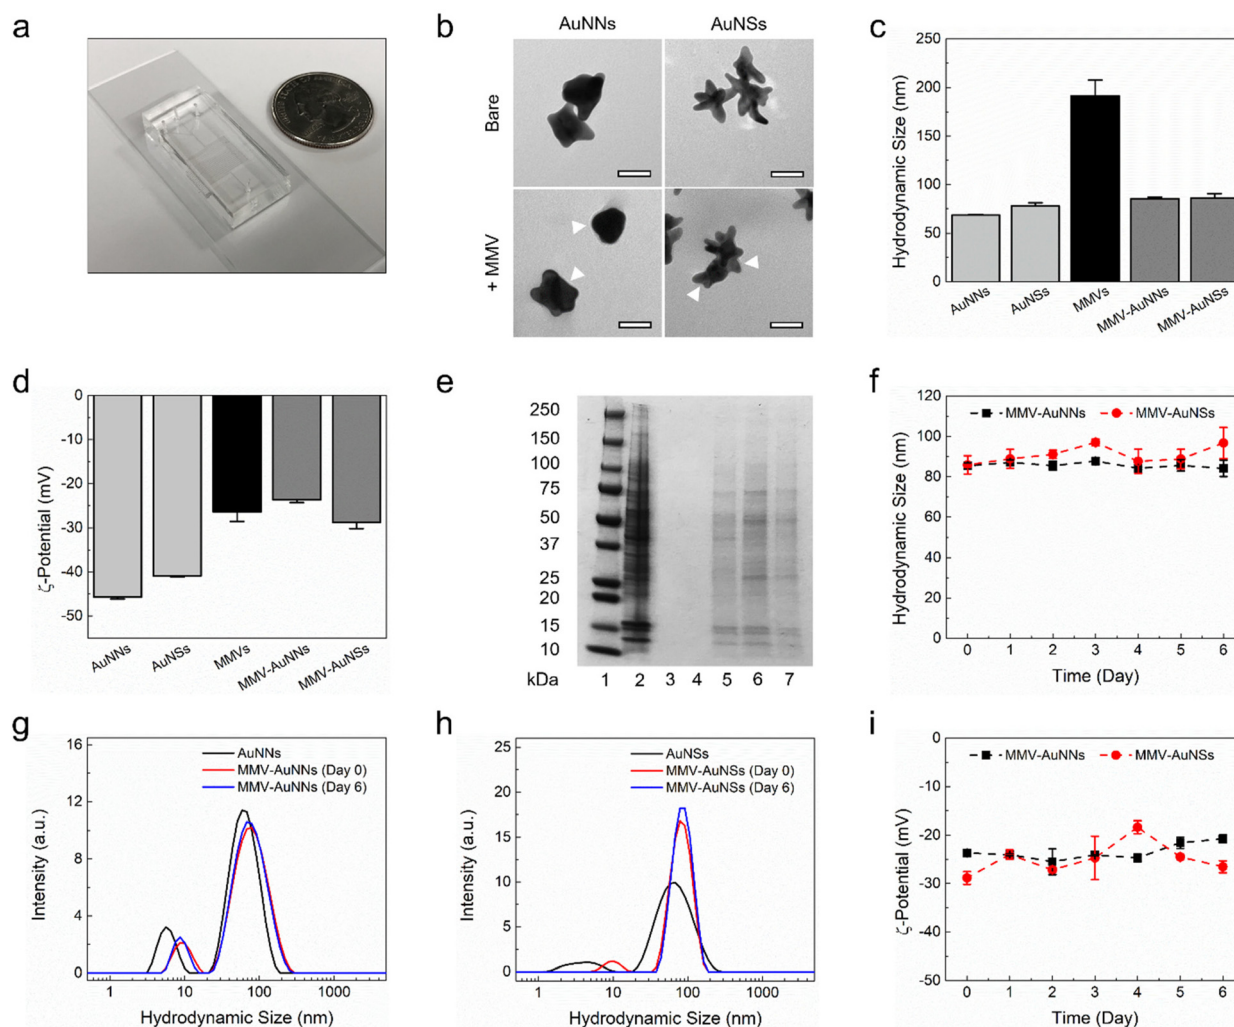 a
b
AuNNs
AuNSs
Bare
+ MMV
c
Hydrodynamic Size (nm)
250
200
150
100
50
0
AuNNs
AuNSs
MMVs
MMV-AuNNs
MMV-AuNSs
d
ζ-Potential (mV)
0
-10
-20
-30
-40
-50
AuNNs
AuNSs
MMVs
MMV-AuNNs
MMV-AuNSs
e
250
150
100
75
50
37
25
20
15
10
kDa 1 2 3 4 5 6 7
f
Hydrodynamic Size (nm)
120
100
80
60
40
20
0
MMV-AuNNs
MMV-AuNSs
0 1 2 3 4 5 6
Time (Day)
g
Intensity (a.u.)
16
12
8
4
0
AuNNs
MMV-AuNNs (Day 0)
MMV-AuNNs (Day 6)
1 10 100 1000
Hydrodynamic Size (nm)
h
Intensity (a.u.)
25
20
15
10
5
0
AuNSs
MMV-AuNSs (Day 0)
MMV-AuNSs (Day 6)
1 10 100 1000
Hydrodynamic Size (nm)
i
ζ-Potential (mV)
0
-10
-20
-30
-40
-50
MMV-AuNNs
MMV-AuNSs
0 1 2 3 4 5 6
Time (Day)